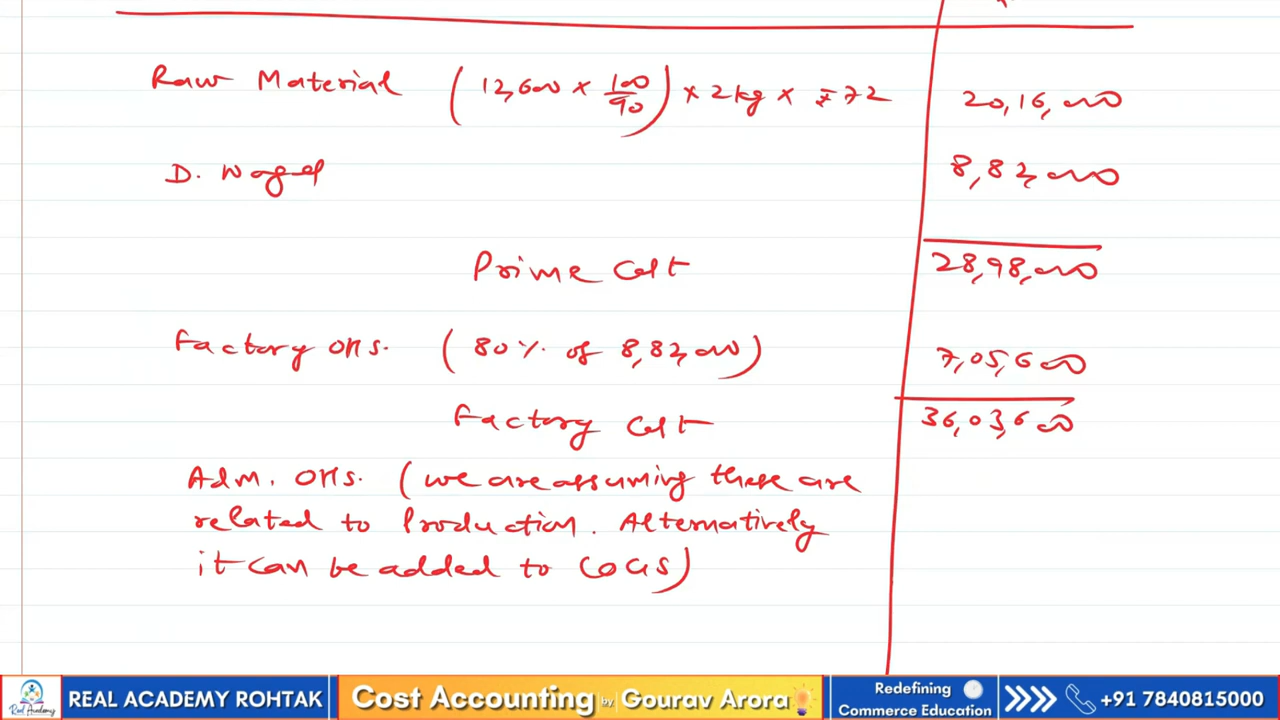 Raw Material (12,600 × 100/90) × 2kg × ₹72 20,16,000
D. Wages 8,82,000
Prime Cost 28,98,000
Factory OHs. (80% of 8,82,000) 7,05,600
Factory Cost 36,03,600
Adm. OHs. (we are assuming these are
related to Production. Alternatively
it can be added to COGS)
Real Academy
REAL ACADEMY ROHTAK
Cost Accounting by Gourav Arora
Redefining
Commerce Education
+91 7840815000